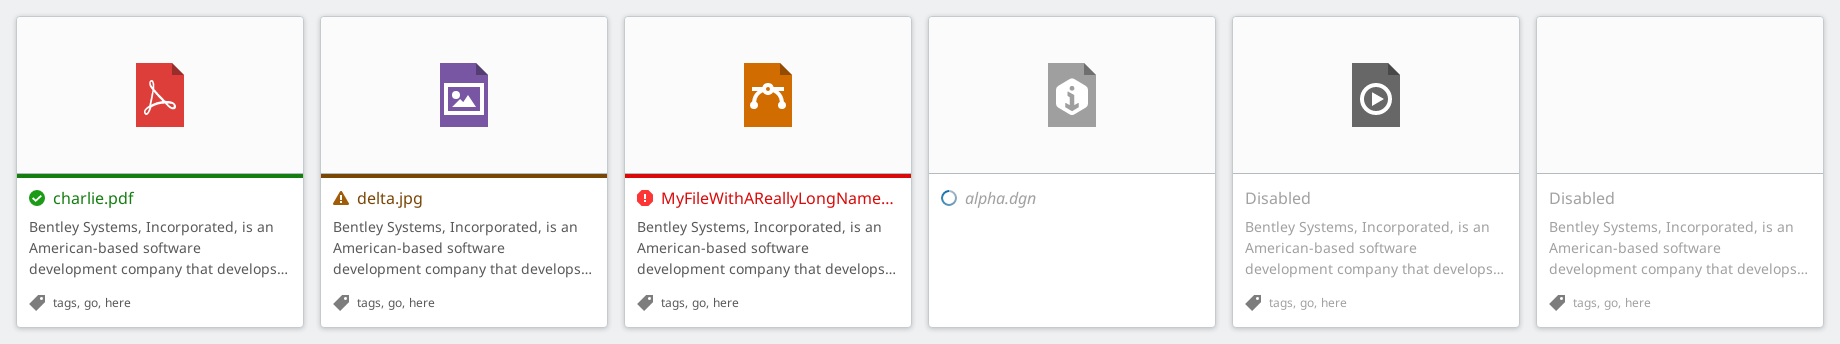 charlie.pdf
Bentley Systems, Incorporated, is an
American-based software
development company that develops...
tags, go, here
delta.jpg
Bentley Systems, Incorporated, is an
American-based software
development company that develops...
tags, go, here
MyFileWithAReallyLongName...
Bentley Systems, Incorporated, is an
American-based software
development company that develops...
tags, go, here
alpha.dgn
Disabled
Bentley Systems, Incorporated, is an
American-based software
development company that develops...
tags, go, here
Disabled
Bentley Systems, Incorporated, is an
American-based software
development company that develops...
tags, go, here